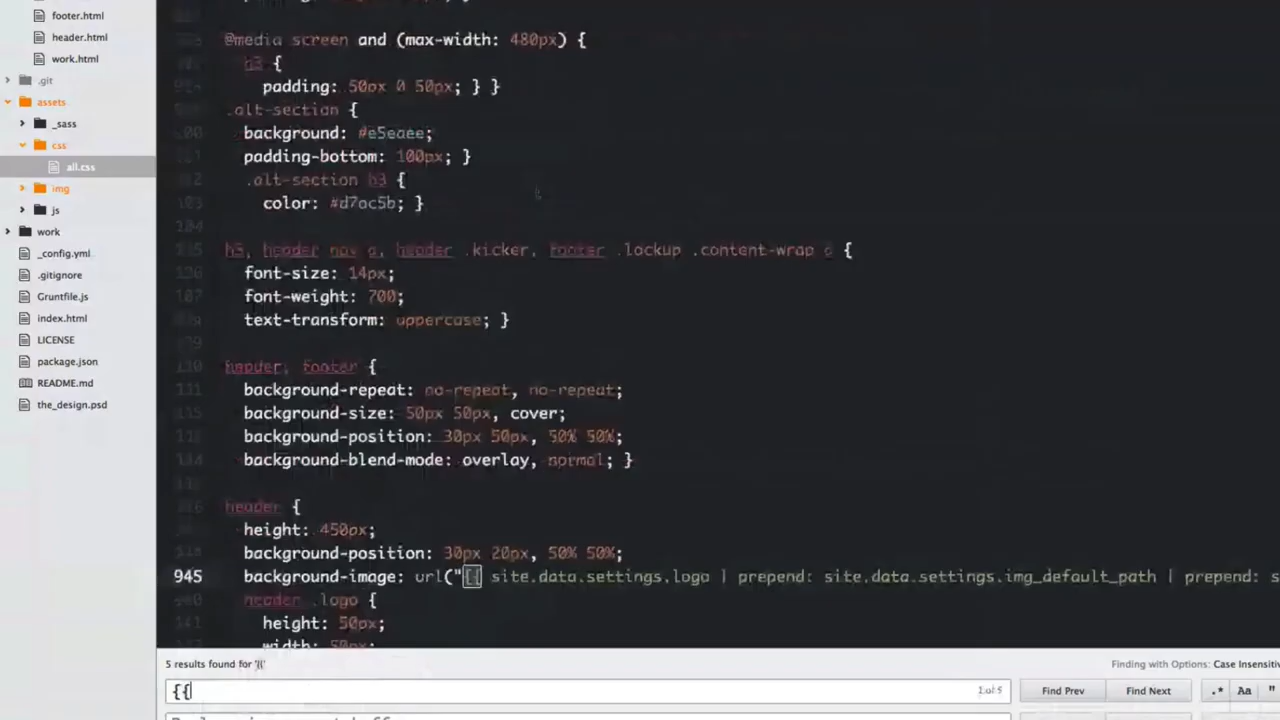 footer.html
header.html
work.html
.git
assets
_sass
css
all.css
img
js
work
_config.yml
.gitignore
Gruntfile.js
index.html
LICENSE
package.json
README.md
the_design.psd
@media screen and (max-width: 480px) {
h3 {
padding: 50px 0 50px; } }
.alt-section {
background: #e5eaee;
padding-bottom: 100px; }
.alt-section h3 {
color: #d7ac5b; }
h5, header nav a, header .kicker, footer .lockup .content-wrap a {
font-size: 14px;
font-weight: 700;
text-transform: uppercase; }
header, footer {
background-repeat: no-repeat, no-repeat;
background-size: 50px 50px, cover;
background-position: 30px 50px, 50% 50%;
background-blend-mode: overlay, normal; }
header {
height: 450px;
background-position: 30px 20px, 50% 50%;
945 background-image: url("{{ site.data.settings.logo | prepend: site.data.settings.img_default_path | prepend: s
header .logo {
height: 50px;
width: 50px;
5 results found for '{{'
Finding with Options: Case Insensitiv
{{
1 of 5
Find Prev
Find Next
.*
Aa
"